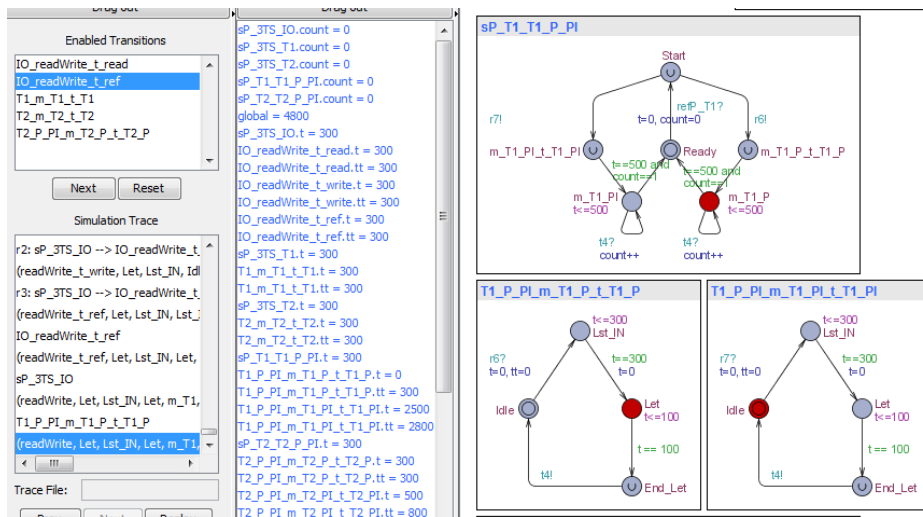 Drag out
Enabled Transitions
IO_readWrite_t_read
IO_readWrite_t_ref
T1_m_T1_t_T1
T2_m_T2_t_T2
T2_P_PI_m_T2_P_t_T2_P
Next
Reset
Simulation Trace
r2: sP_3TS_IO --> IO_readWrite_t_
(readWrite_t_write, Let, Lst_IN, Idl
r3: sP_3TS_IO --> IO_readWrite_t_
(readWrite_t_ref, Let, Lst_IN, Lst_
IO_readWrite_t_ref
(readWrite_t_ref, Let, Lst_IN, Let,
sP_3TS_IO
(readWrite, Let, Lst_IN, Let, m_T1,
T1_P_PI_m_T1_P_t_T1_P
(readWrite, Let, Lst_IN, Let, m_T1,
Trace File:
Drag out
sP_3TS_IO.count = 0
sP_3TS_T1.count = 0
sP_3TS_T2.count = 0
sP_T1_T1_P_PI.count = 0
sP_T2_T2_P_PI.count = 0
global = 4800
sP_3TS_IO.t = 300
IO_readWrite_t_read.t = 300
IO_readWrite_t_read.tt = 300
IO_readWrite_t_write.t = 300
IO_readWrite_t_write.tt = 300
IO_readWrite_t_ref.t = 300
IO_readWrite_t_ref.tt = 300
sP_3TS_T1.t = 300
T1_m_T1_t_T1.t = 300
T1_m_T1_t_T1.tt = 300
sP_3TS_T2.t = 300
T2_m_T2_t_T2.t = 300
T2_m_T2_t_T2.tt = 300
sP_T1_T1_P_PI.t = 300
T1_P_PI_m_T1_P_t_T1_P.t = 0
T1_P_PI_m_T1_P_t_T1_P.tt = 300
T1_P_PI_m_T1_PI_t_T1_PI.t = 2500
T1_P_PI_m_T1_PI_t_T1_PI.tt = 2800
sP_T2_T2_P_PI.t = 300
T2_P_PI_m_T2_P_t_T2_P.t = 300
T2_P_PI_m_T2_P_t_T2_P.tt = 300
T2_P_PI_m_T2_PI_t_T2_PI.t = 500
T2_P_PI_m_T2_PI_t_T2_PI.tt = 800
sP_T1_T1_P_PI
Start
refP_T1?
t=0, count=0
r7!
r6!
m_T1_PI_t_T1_PI
Ready
m_T1_P_t_T1_P
t==500 and
count==1
t==500 and
count==1
m_T1_PI
t<=500
m_T1_P
t<=500
t4?
count++
t4?
count++
T1_P_PI_m_T1_P_t_T1_P
t<=300
Lst_IN
r6?
t=0, tt=0
t==300
t=0
Idle
Let
t<=100
t == 100
t4!
End_Let
T1_P_PI_m_T1_PI_t_T1_PI
t<=300
Lst_IN
r7?
t=0, tt=0
t==300
t=0
Idle
Let
t<=100
t == 100
t4!
End_Let